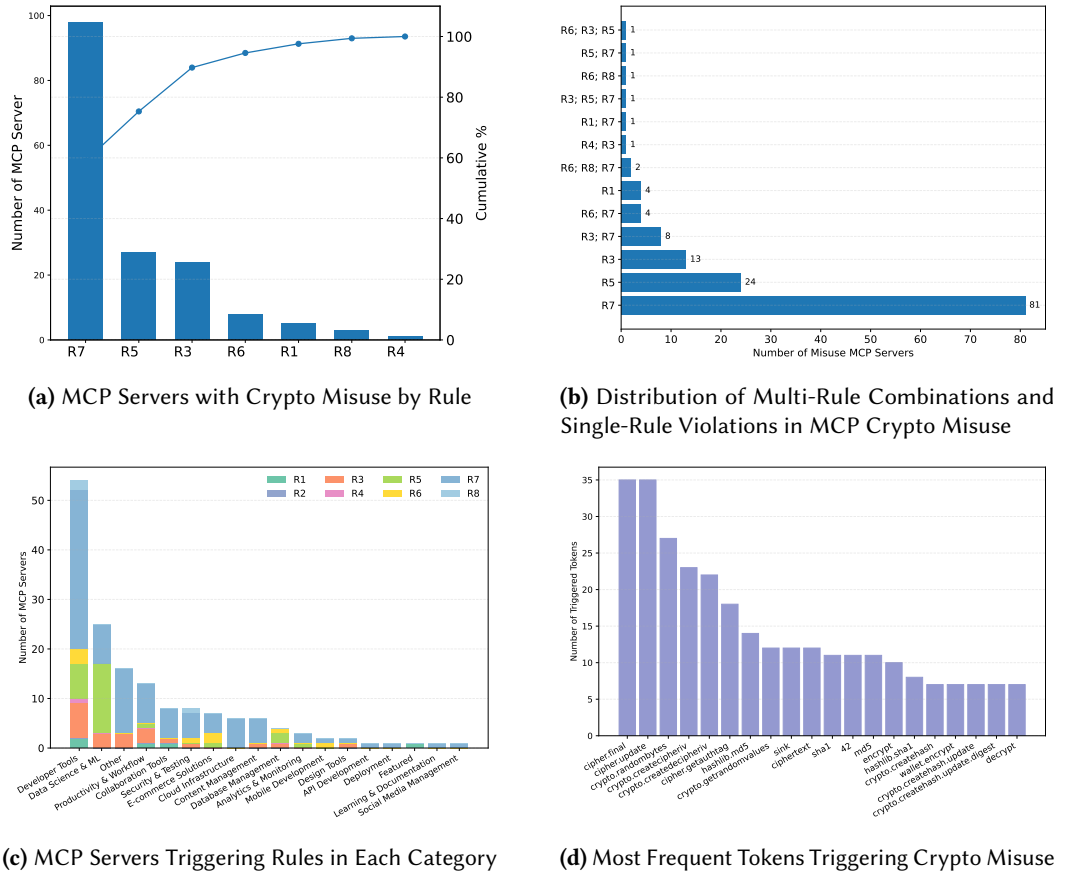 100
80
60
40
20
0
Number of MCP Server
R7 R5 R3 R6 R1 R8 R4
100
80
60
40
20
0
Cumulative %
(a) MCP Servers with Crypto Misuse by Rule
R6; R3; R5 1
R5; R7 1
R6; R8 1
R3; R5; R7 1
R1; R7 1
R4; R3 1
R6; R8; R7 2
R1 4
R6; R7 4
R3; R7 8
R3 13
R5 24
R7 81
0 10 20 30 40 50 60 70 80
Number of Misuse MCP Servers
(b) Distribution of Multi-Rule Combinations and
Single-Rule Violations in MCP Crypto Misuse
R1 R3 R5 R7
R2 R4 R6 R8
50
40
30
20
10
0
Number of MCP Servers
Developer Tools
Data Science & ML
Other
Productivity & Workflow
Collaboration Tools
Security & Testing
E-commerce Solutions
Cloud Infrastructure
Content Management
Database Management
Analytics & Monitoring
Mobile Development
Design Tools
API Development
Deployment
Featured
Learning & Documentation
Social Media Management
(c) MCP Servers Triggering Rules in Each Category
35
30
25
20
15
10
5
0
Number of Triggered Tokens
cipher.final
cipher.update
crypto.randombytes
crypto.createcipheriv
crypto.createdecipheriv
cipher.getauthtag
hashlib.md5
crypto.getrandomvalues
sink
ciphertext
sha1
42
md5
encrypt
hashlib.sha1
crypto.createhash
wallet.encrypt
crypto.createhash.update
crypto.createhash.update.digest
decrypt
(d) Most Frequent Tokens Triggering Crypto Misuse